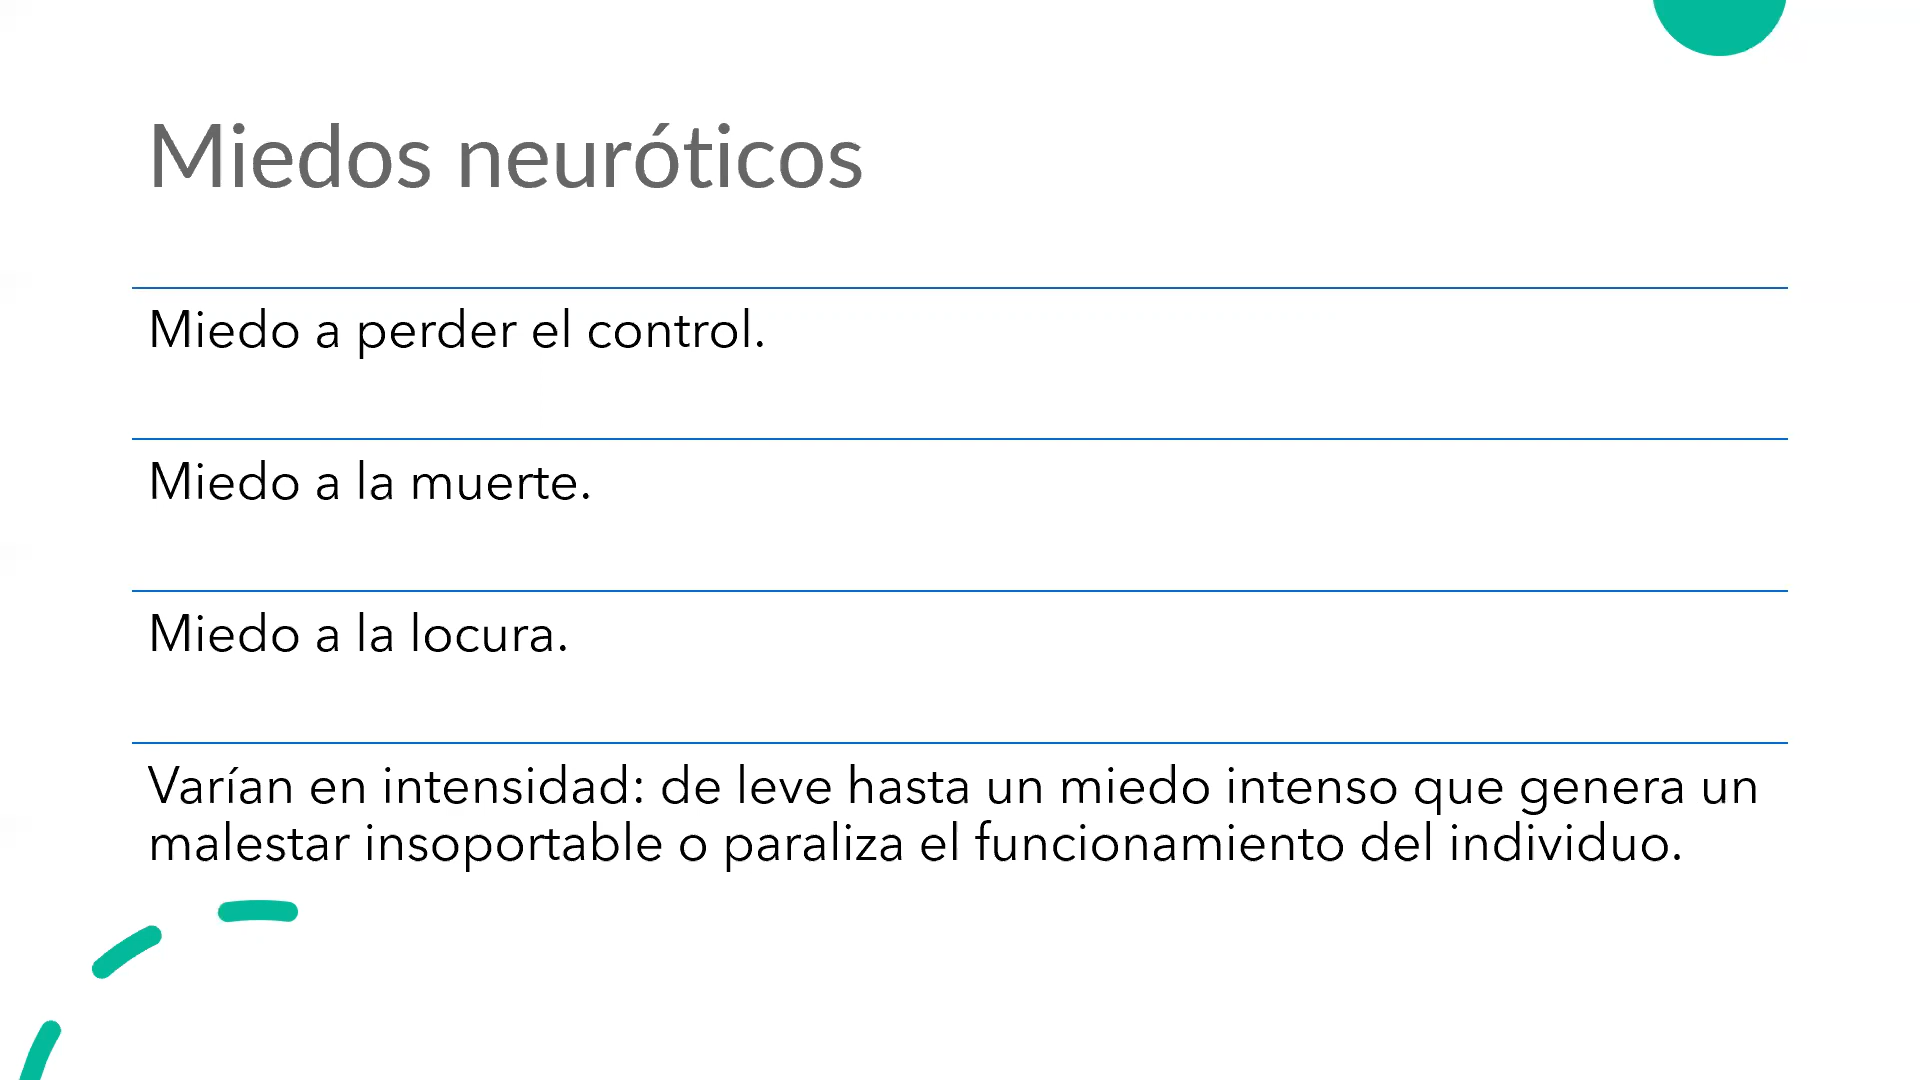 Miedos neuróticos
Miedo a perder el control.
Miedo a la muerte.
Miedo a la locura.
Varían en intensidad: de leve hasta un miedo intenso que genera un
malestar insoportable o paraliza el funcionamiento del individuo.